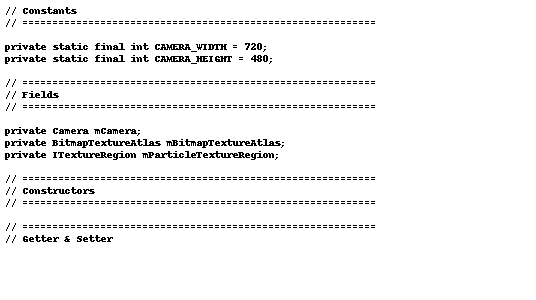 // Constants
// ===========================================================
private static final int CAMERA_WIDTH = 720;
private static final int CAMERA_HEIGHT = 480;
// ===========================================================
// Fields
// ===========================================================
private Camera mCamera;
private BitmapTextureAtlas mBitmapTextureAtlas;
private ITextureRegion mParticleTextureRegion;
// ===========================================================
// Constructors
// ===========================================================
// ===========================================================
// Getter & Setter